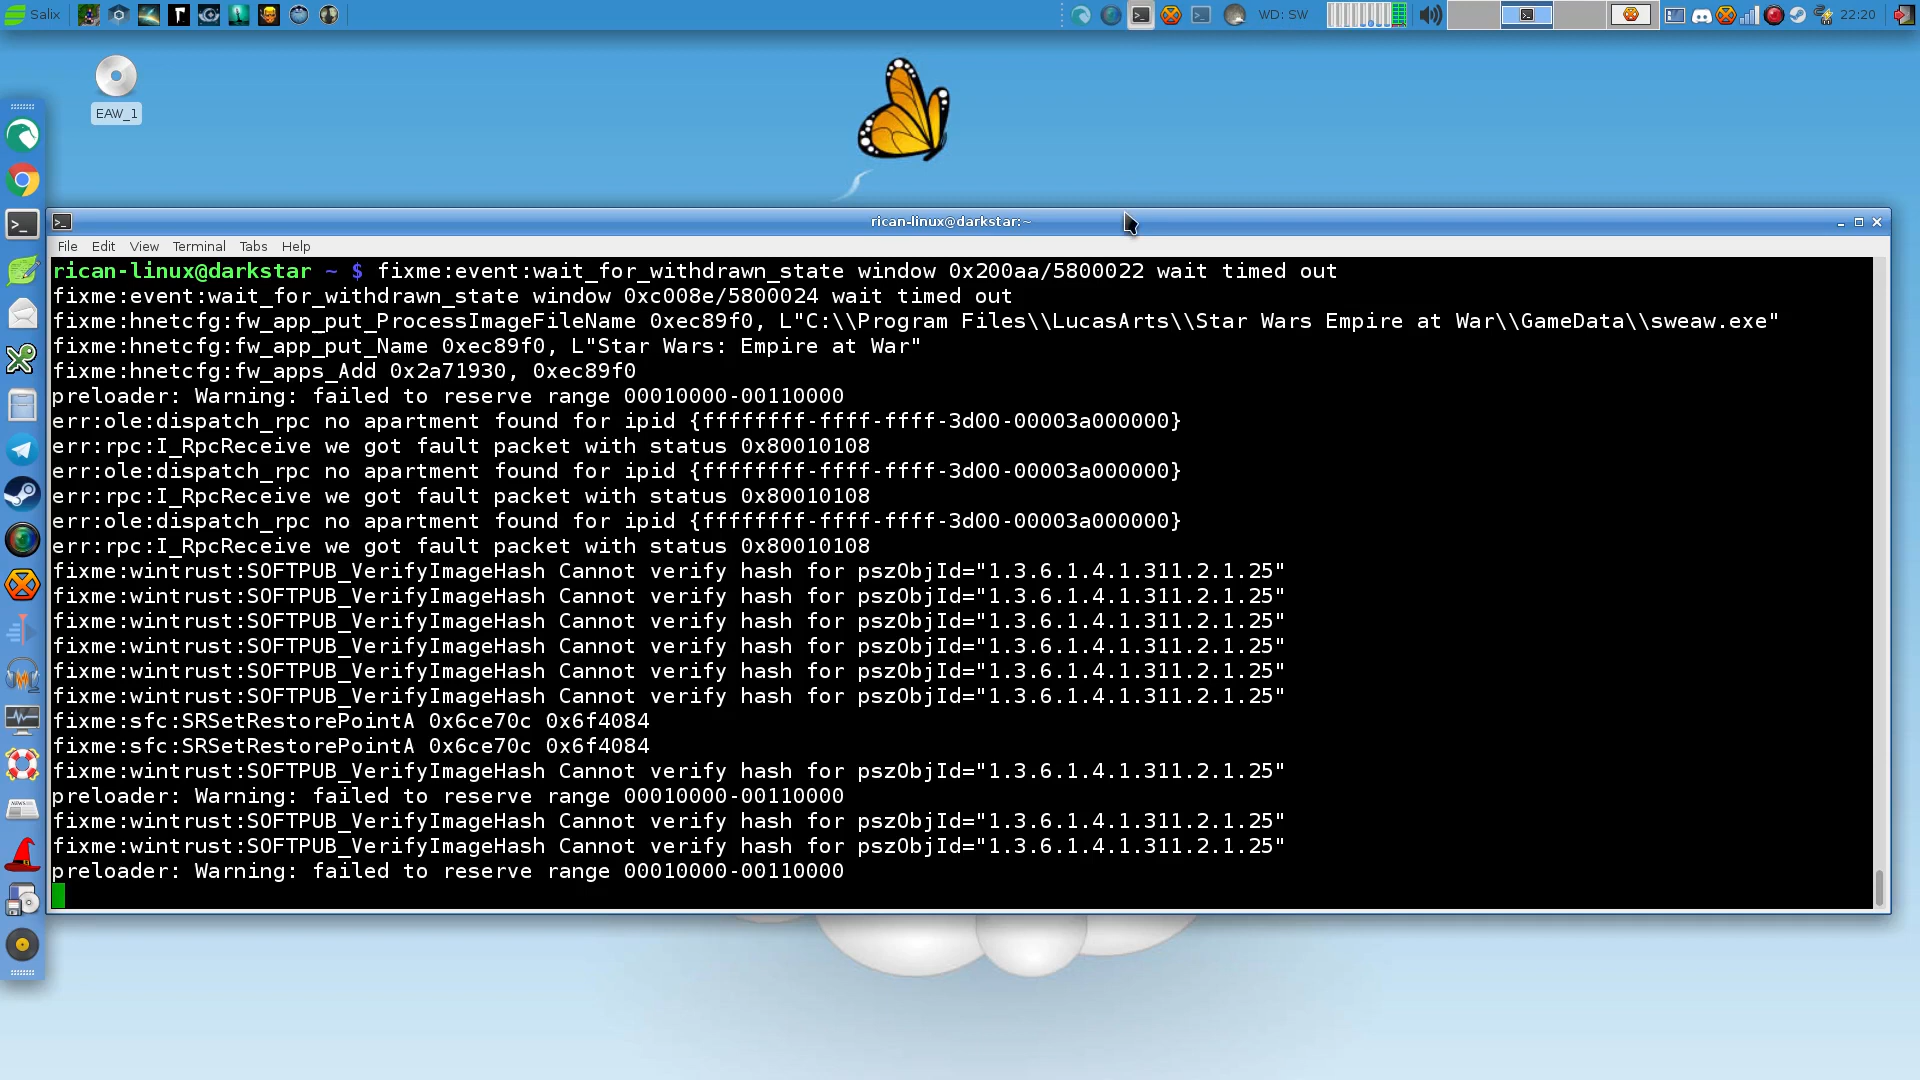 Salix
WD: SW
22:20
EAW_1
rican-linux@darkstar:~
File Edit View Terminal Tabs Help
rican-linux@darkstar ~ $ fixme:event:wait_for_withdrawn_state window 0x200aa/5800022 wait timed out
fixme:event:wait_for_withdrawn_state window 0xc008e/5800024 wait timed out
fixme:hnetcfg:fw_app_put_ProcessImageFileName 0xec89f0, L"C:\\Program Files\\LucasArts\\Star Wars Empire at War\\GameData\\sweaw.exe"
fixme:hnetcfg:fw_app_put_Name 0xec89f0, L"Star Wars: Empire at War"
fixme:hnetcfg:fw_apps_Add 0x2a71930, 0xec89f0
preloader: Warning: failed to reserve range 00010000-00110000
err:ole:dispatch_rpc no apartment found for ipid {ffffffff-ffff-ffff-3d00-00003a000000}
err:rpc:I_RpcReceive we got fault packet with status 0x80010108
err:ole:dispatch_rpc no apartment found for ipid {ffffffff-ffff-ffff-3d00-00003a000000}
err:rpc:I_RpcReceive we got fault packet with status 0x80010108
err:ole:dispatch_rpc no apartment found for ipid {ffffffff-ffff-ffff-3d00-00003a000000}
err:rpc:I_RpcReceive we got fault packet with status 0x80010108
fixme:wintrust:SOFTPUB_VerifyImageHash Cannot verify hash for pszObjId="1.3.6.1.4.1.311.2.1.25"
fixme:wintrust:SOFTPUB_VerifyImageHash Cannot verify hash for pszObjId="1.3.6.1.4.1.311.2.1.25"
fixme:wintrust:SOFTPUB_VerifyImageHash Cannot verify hash for pszObjId="1.3.6.1.4.1.311.2.1.25"
fixme:wintrust:SOFTPUB_VerifyImageHash Cannot verify hash for pszObjId="1.3.6.1.4.1.311.2.1.25"
fixme:wintrust:SOFTPUB_VerifyImageHash Cannot verify hash for pszObjId="1.3.6.1.4.1.311.2.1.25"
fixme:wintrust:SOFTPUB_VerifyImageHash Cannot verify hash for pszObjId="1.3.6.1.4.1.311.2.1.25"
fixme:sfc:SRSetRestorePointA 0x6ce70c 0x6f4084
fixme:sfc:SRSetRestorePointA 0x6ce70c 0x6f4084
fixme:wintrust:SOFTPUB_VerifyImageHash Cannot verify hash for pszObjId="1.3.6.1.4.1.311.2.1.25"
preloader: Warning: failed to reserve range 00010000-00110000
fixme:wintrust:SOFTPUB_VerifyImageHash Cannot verify hash for pszObjId="1.3.6.1.4.1.311.2.1.25"
fixme:wintrust:SOFTPUB_VerifyImageHash Cannot verify hash for pszObjId="1.3.6.1.4.1.311.2.1.25"
preloader: Warning: failed to reserve range 00010000-00110000
NEWS